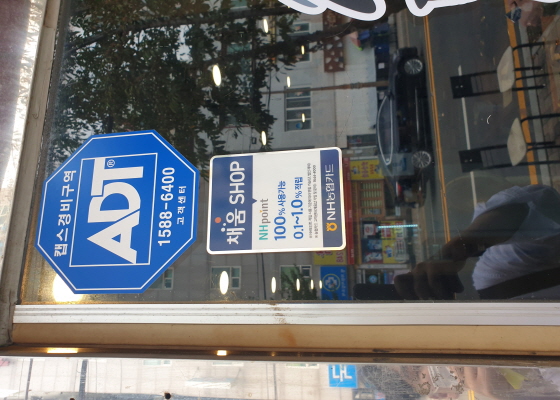 캡스경비구역
ADT®
1588-6400
고객센터
채움 SHOP
NHpoint
100% 사용가능
0.1~1.0% 적립
NH농협카드